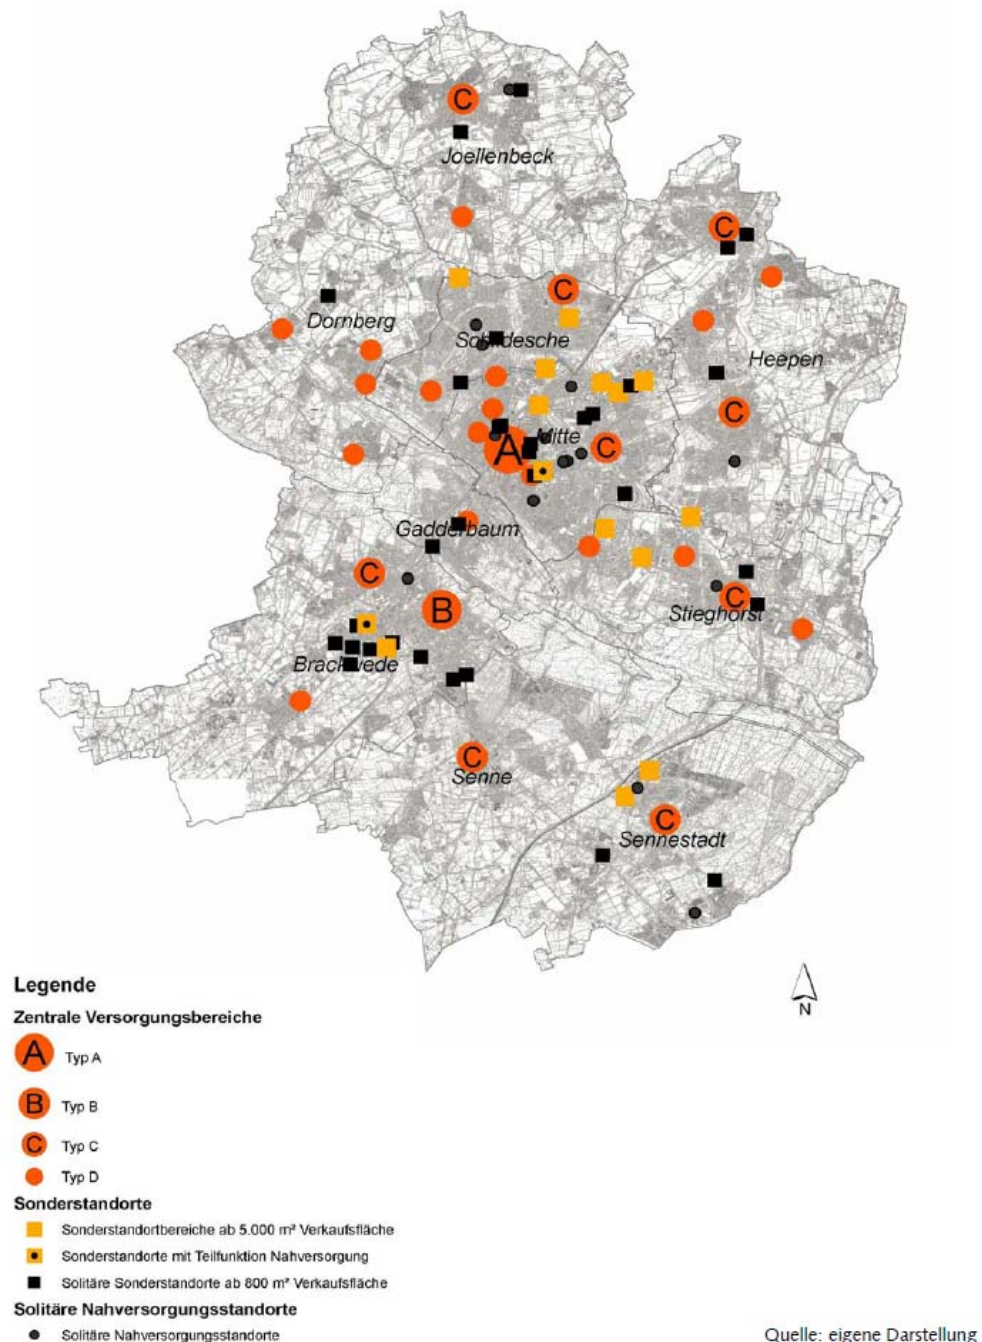 C
Joellenbeck
C
C
Dornberg
Schildesche
Heepen
C
Mitte
A
C
Gadderbaum
C
B
C
Stieghorst
Brackwede
C
Senne
C
Sennestadt
Legende
N
Zentrale Versorgungsbereiche
A Typ A
B Typ B
C Typ C
Typ D
Sonderstandorte
Sonderstandortbereiche ab 5.000 m² Verkaufsfläche
Sonderstandorte mit Teilfunktion Nahversorgung
Solitäre Sonderstandorte ab 800 m² Verkaufsfläche
Solitäre Nahversorgungsstandorte
Solitäre Nahversorgungsstandorte
Quelle: eigene Darstellung